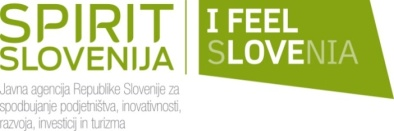 SPIRIT
SLOVENIJA
Javna agencija Republike Slovenije za
spodbujanje podjetništva, inovativnosti,
razvoja, investicij in turizma
I FEEL
SLOVENIA